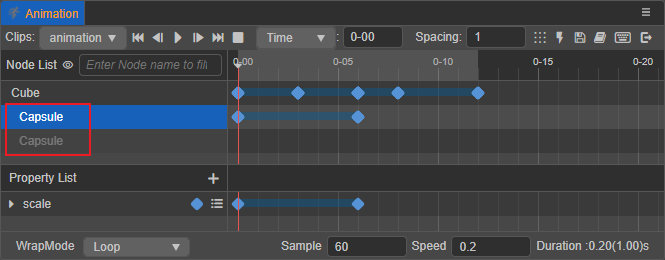 Animation
Clips: animation Time : 0-00 Spacing: 1
Node List Enter Node name to fil
0-00 0-05 0-10 0-15 0-20
Cube
Capsule
Capsule
Property List +
scale
WrapMode Loop Sample 60 Speed 0.2 Duration :0.20(1.00)s